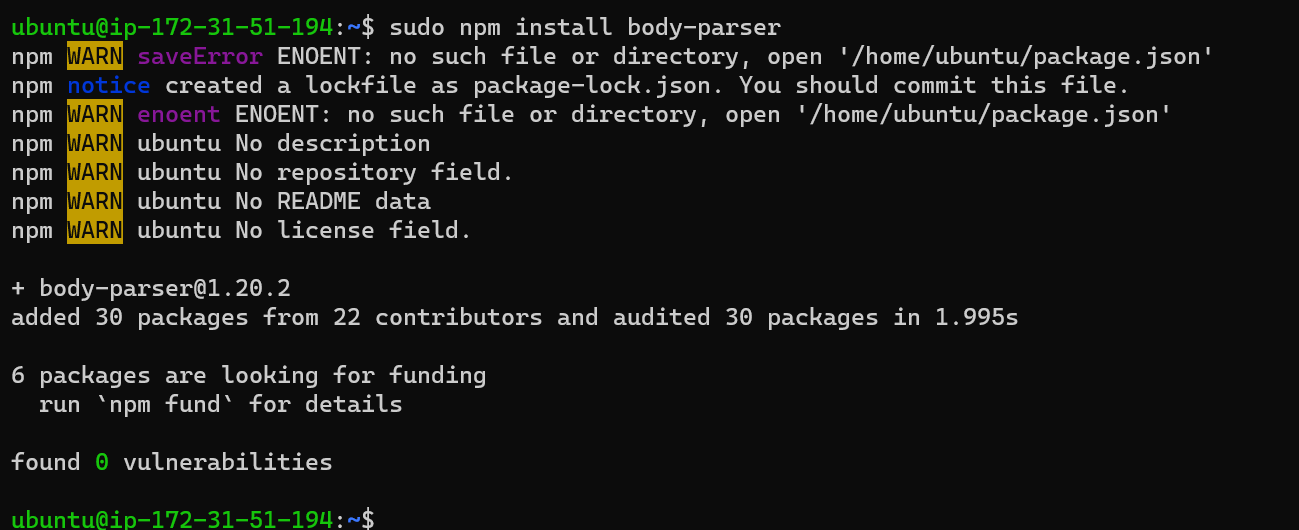 ubuntu@ip-172-31-51-194:~$ sudo npm install body-parser
npm WARN saveError ENOENT: no such file or directory, open '/home/ubuntu/package.json'
npm notice created a lockfile as package-lock.json. You should commit this file.
npm WARN enoent ENOENT: no such file or directory, open '/home/ubuntu/package.json'
npm WARN ubuntu No description
npm WARN ubuntu No repository field.
npm WARN ubuntu No README data
npm WARN ubuntu No license field.
+ body-parser@1.20.2
added 30 packages from 22 contributors and audited 30 packages in 1.995s
6 packages are looking for funding
run `npm fund` for details
found 0 vulnerabilities
ubuntu@ip-172-31-51-194:~$